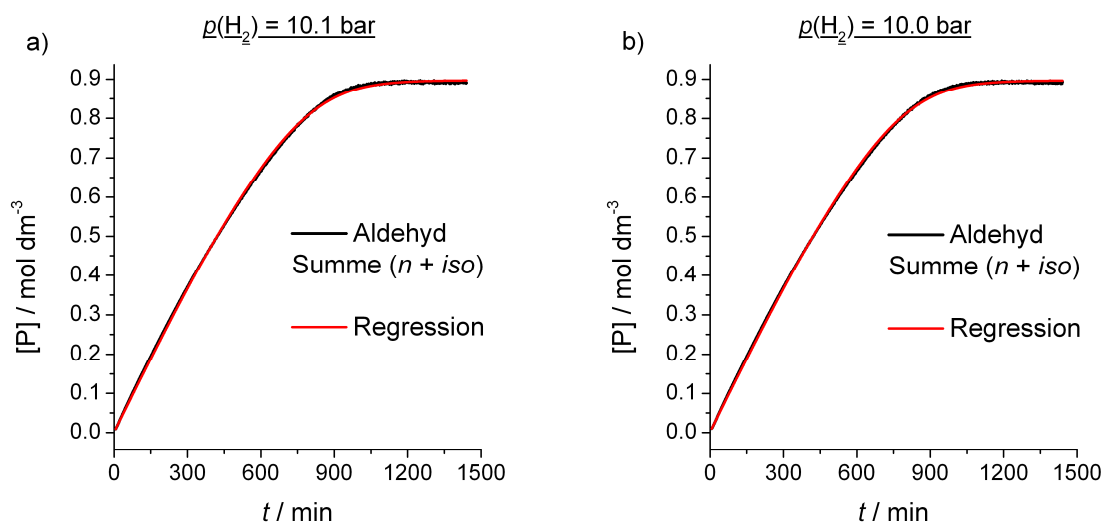 a)
p(H₂) = 10.1 bar
[P] / mol dm⁻³
0.9
0.8
0.7
0.6
0.5
0.4
0.3
0.2
0.1
0.0
Aldehyd
Summe (n + iso)
Regression
0 300 600 900 1200 1500
t / min
b)
p(H₂) = 10.0 bar
[P] / mol dm⁻³
0.9
0.8
0.7
0.6
0.5
0.4
0.3
0.2
0.1
0.0
Aldehyd
Summe (n + iso)
Regression
0 300 600 900 1200 1500
t / min